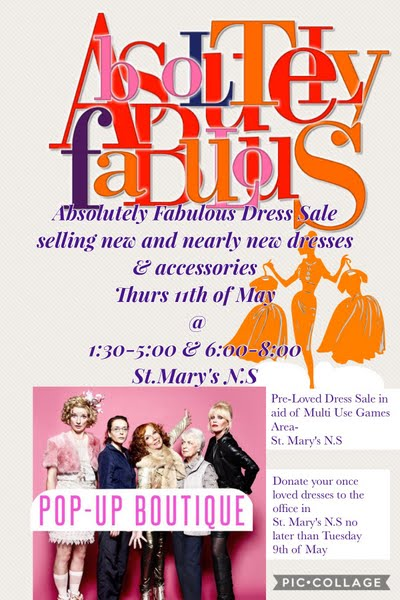 AbsoLuTELy
fabuLouS
Absolutely Fabulous Dress Sale
selling new and nearly new dresses
& accessories
Thurs 11th of May
@
1:30-5:00 & 6:00-8:00
St.Mary's N.S
Pre-Loved Dress Sale in
aid of Multi Use Games
Area-
St. Mary's N.S
POP-UP BOUTIQUE
Donate your once
loved dresses to the
office in
St. Mary's N.S no
later than Tuesday
9th of May
PIC•COLLAGE